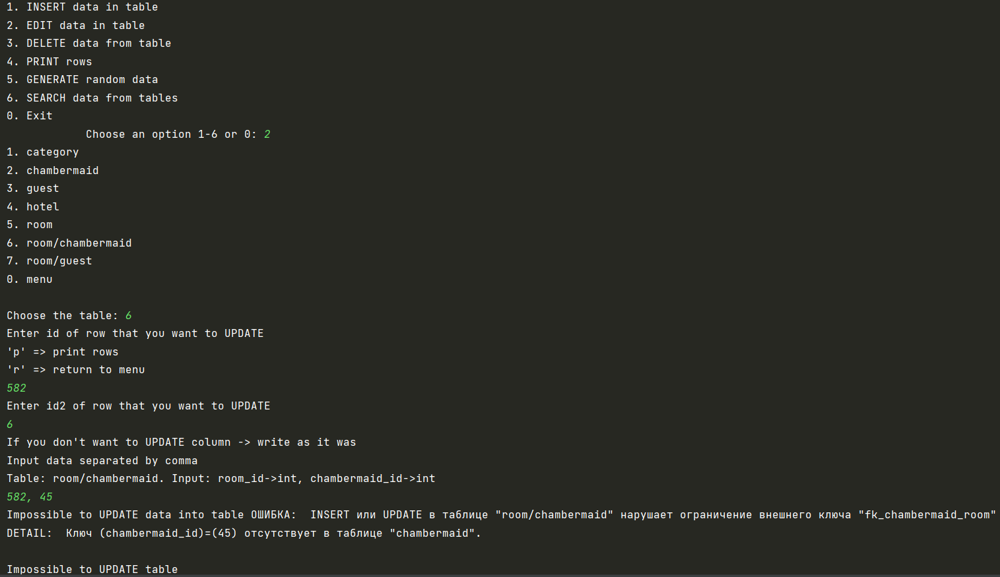 1. INSERT data in table
2. EDIT data in table
3. DELETE data from table
4. PRINT rows
5. GENERATE random data
6. SEARCH data from tables
0. Exit
Choose an option 1-6 or 0: 2
1. category
2. chambermaid
3. guest
4. hotel
5. room
6. room/chambermaid
7. room/guest
0. menu
Choose the table: 6
Enter id of row that you want to UPDATE
'p' => print rows
'r' => return to menu
582
Enter id2 of row that you want to UPDATE
6
If you don't want to UPDATE column -> write as it was
Input data separated by comma
Table: room/chambermaid. Input: room_id->int, chambermaid_id->int
582, 45
Impossible to UPDATE data into table ОШИБКА:  INSERT или UPDATE в таблице "room/chambermaid" нарушает ограничение внешнего ключа "fk_chambermaid_room"
DETAIL:  Ключ (chambermaid_id)=(45) отсутствует в таблице "chambermaid".
Impossible to UPDATE table